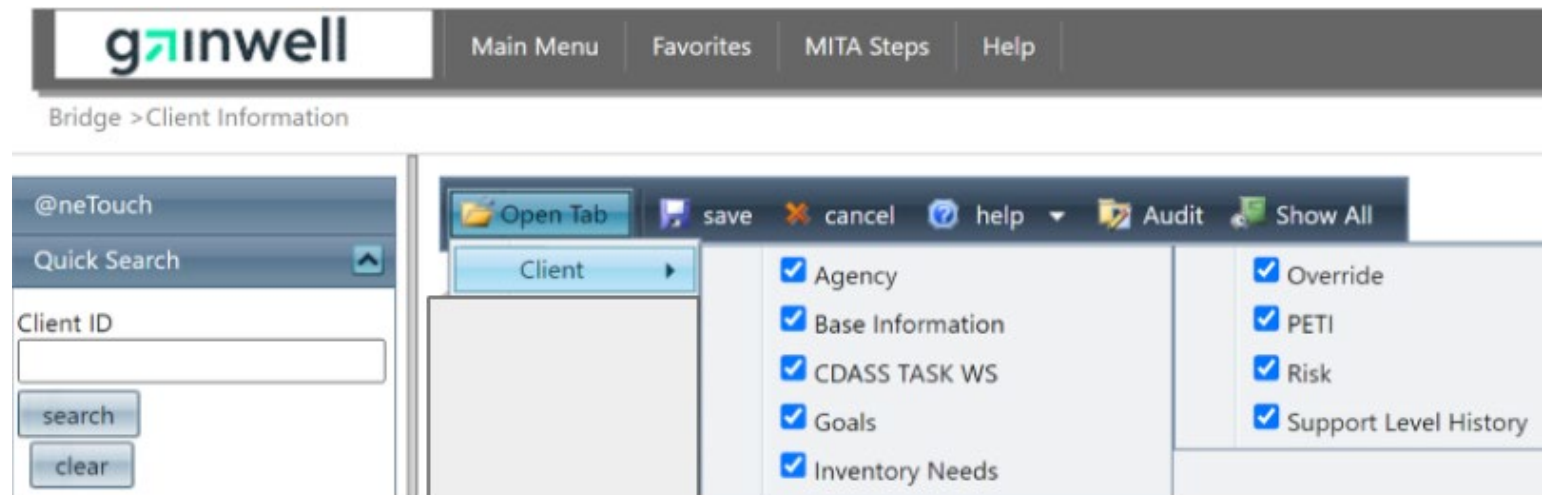 gainwell
Main Menu
Favorites
MITA Steps
Help
Bridge >Client Information
@neTouch
Quick Search
Client ID
search
clear
Open Tab
save
cancel
help
Audit
Show All
Client
Agency
Base Information
CDASS TASK WS
Goals
Inventory Needs
Override
PETI
Risk
Support Level History